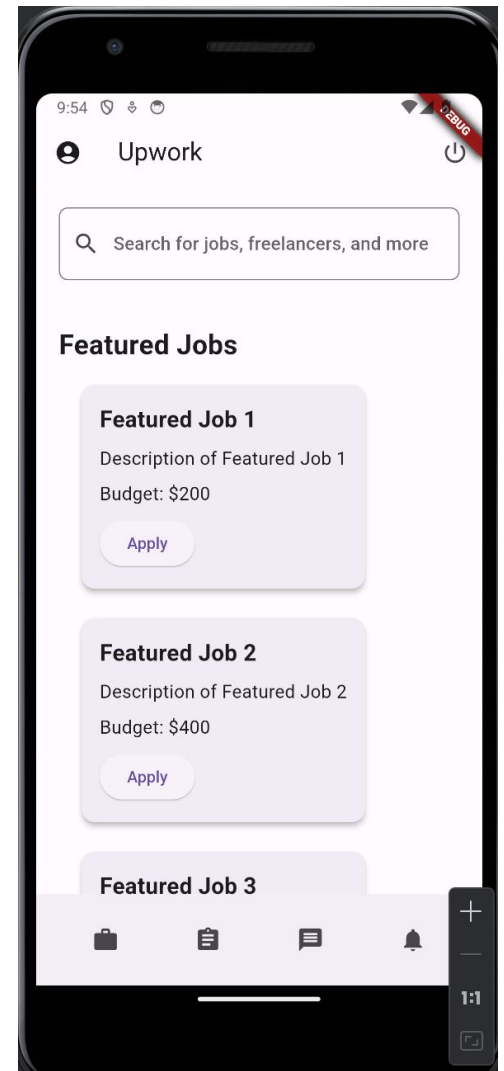 9:54
DEBUG
Upwork
Search for jobs, freelancers, and more
Featured Jobs
Featured Job 1
Description of Featured Job 1
Budget: $200
Apply
Featured Job 2
Description of Featured Job 2
Budget: $400
Apply
Featured Job 3
1:1